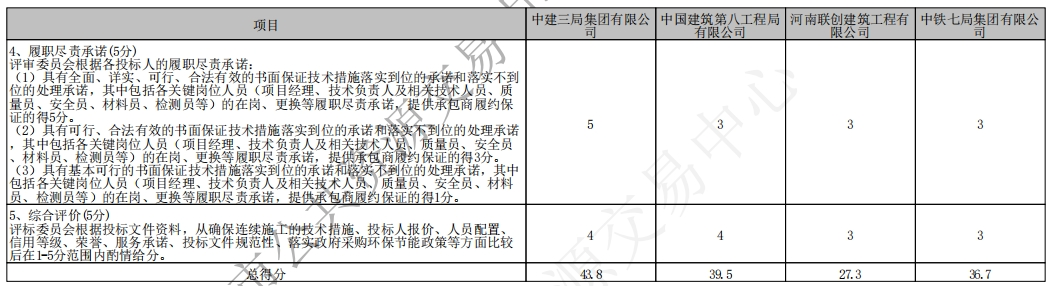 项目
中建三局集团有限公司
中国建筑第八工程局有限公司
河南联创建筑工程有限公司
中铁七局集团有限公司
4、履职尽责承诺(5分)
评审委员会根据各投标人的履职尽责承诺:
（1）具有全面、详实、可行、合法有效的书面保证技术措施落实到位的承诺和落实不到
位的处理承诺，其中包括各关键岗位人员（项目经理、技术负责人及相关技术人员、质
量员、安全员、材料员、检测员等）的在岗、更换等履职尽责承诺，提供承包商履约保
证的得5分。
（2）具有可行、合法有效的书面保证技术措施落实到位的承诺和落实不到位的处理承诺
，其中包括各关键岗位人员（项目经理、技术负责人及相关技术人员、质量员、安全员
、材料员、检测员等）的在岗、更换等履职尽责承诺，提供承包商履约保证的得3分。
（3）具有基本可行的书面保证技术措施落实到位的承诺和落实不到位的处理承诺，其中
包括各关键岗位人员（项目经理、技术负责人及相关技术人员、质量员、安全员、材料
员、检测员等）的在岗、更换等履职尽责承诺，提供承包商履约保证的得1分。
5 3 3 3
5、综合评价(5分)
评标委员会根据投标文件资料，从确保连续施工的技术措施、投标人报价、人员配置、
信用等级、荣誉、服务承诺、投标文件规范性、落实政府采购环保节能政策等方面比较
后在1-5分范围内酌情给分。
4 4 3 3
总得分 43.8 39.5 27.3 36.7
市公共资源交易中
源交易中心